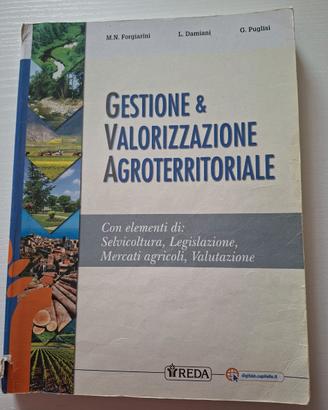 M.N. Forgiarini L. Damiani G. Puglisi
GESTIONE &
VALORIZZAZIONE
AGROTERRITORIALE
Con elementi di:
Selvicoltura, Legislazione,
Mercati agricoli, Valutazione
REDA digitale.capitello.it